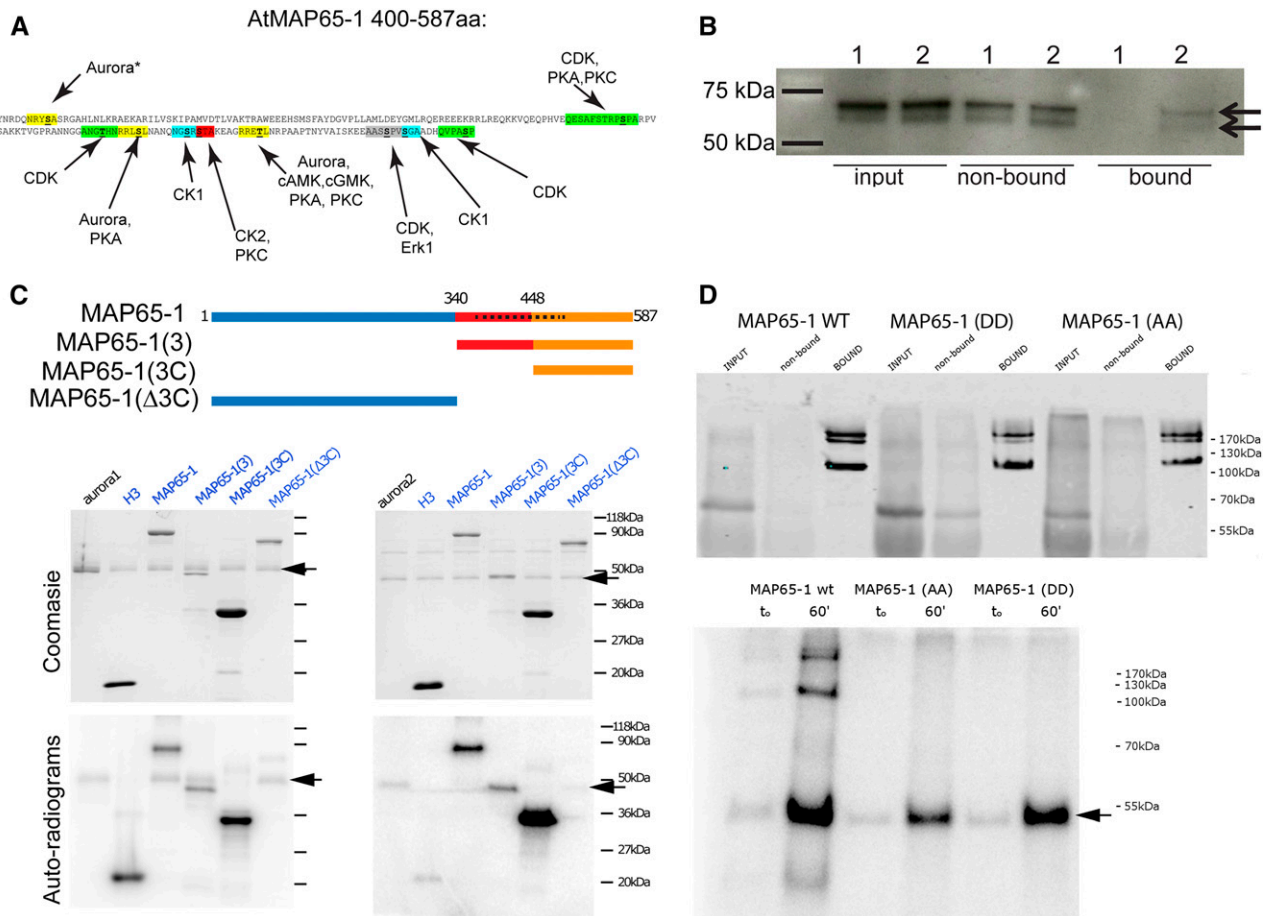 A
AtMAP65-1 400-587aa:
Aurora*
CDK,
PKA,PKC
CDK
Aurora,
PKA
CK1
CK2,
PKC
Aurora,
cAMK,cGMK,
PKA, PKC
CDK,
Erk1
CK1
CDK
B
1 2 1 2 1 2
75 kDa
50 kDa
input non-bound bound
C
340 448
MAP65-1 1 587
MAP65-1(3)
MAP65-1(3C)
MAP65-1(Δ3C)
aurora1 H3 MAP65-1 MAP65-1(3) MAP65-1(3C) MAP65-1(Δ3C)
aurora2 H3 MAP65-1 MAP65-1(3) MAP65-1(3C) MAP65-1(Δ3C)
Coomasie
118kDa
90kDa
50kDa
36kDa
27kDa
20kDa
Auto-radiograms
118kDa
90kDa
50kDa
36kDa
27kDa
20kDa
D
MAP65-1 WT MAP65-1 (DD) MAP65-1 (AA)
INPUT non-bound BOUND INPUT non-bound BOUND INPUT non-bound BOUND
- 170kDa
- 130kDa
- 100kDa
- 70kDa
- 55kDa
MAP65-1 wt MAP65-1 (AA) MAP65-1 (DD)
t₀ 60' t₀ 60' t₀ 60'
- 170kDa
- 130kDa
- 100kDa
- 70kDa
- 55kDa